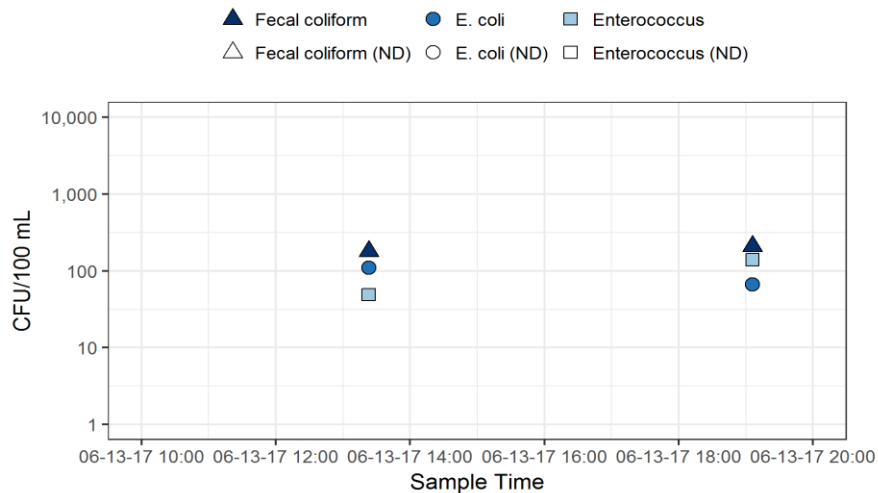 Fecal coliform E. coli Enterococcus
Fecal coliform (ND) E. coli (ND) Enterococcus (ND)
CFU/100 mL
10,000
1,000
100
10
1
06-13-17 10:00 06-13-17 12:00 06-13-17 14:00 06-13-17 16:00 06-13-17 18:00 06-13-17 20:00
Sample Time